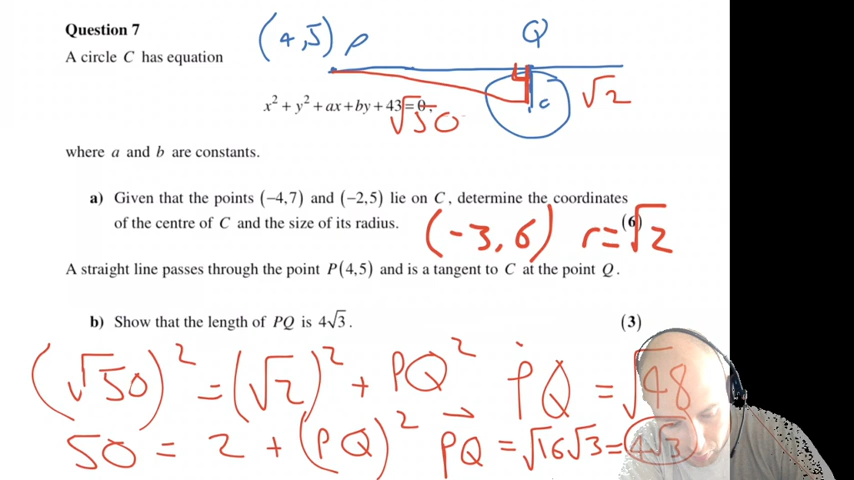 Question 7
(4,5) P Q
A circle C has equation
x² + y² + ax + by + 43 = 0,
√50
C
√2
where a and b are constants.
a) Given that the points (−4,7) and (−2,5) lie on C, determine the coordinates
of the centre of C and the size of its radius. (6)
(-3,6) r=√2
A straight line passes through the point P(4,5) and is a tangent to C at the point Q.
b) Show that the length of PQ is 4√3. (3)
(√50)² = (√2)² + PQ² PQ = √48
50 = 2 + (PQ)² PQ = √16√3 = 4√3